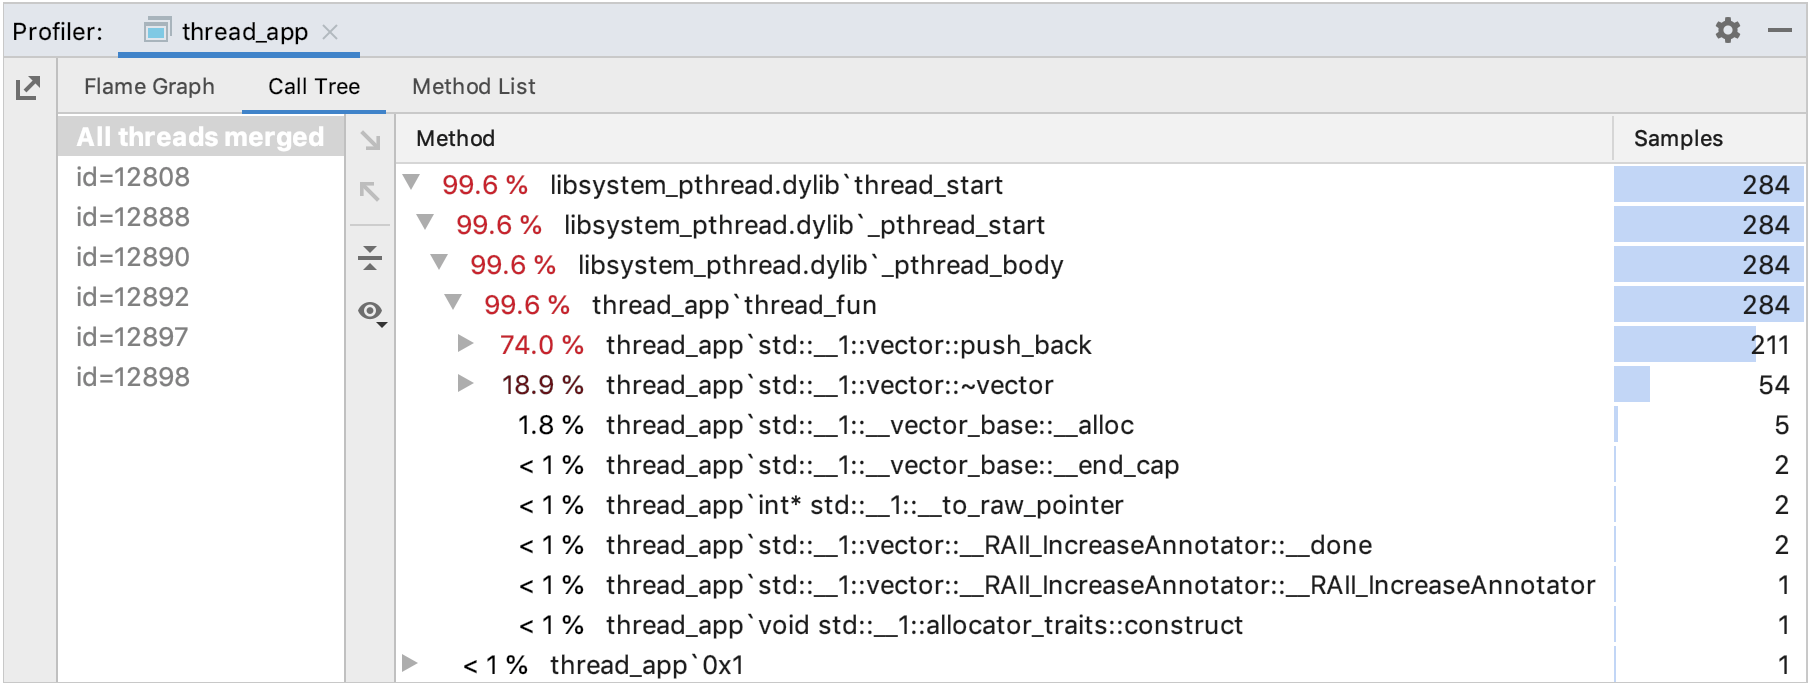 Profiler: thread_app
Flame Graph Call Tree Method List
All threads merged
id=12808
id=12888
id=12890
id=12892
id=12897
id=12898
Method Samples
99.6 % libsystem_pthread.dylib`thread_start 284
99.6 % libsystem_pthread.dylib`_pthread_start 284
99.6 % libsystem_pthread.dylib`_pthread_body 284
99.6 % thread_app`thread_fun 284
74.0 % thread_app`std::__1::vector::push_back 211
18.9 % thread_app`std::__1::vector::~vector 54
1.8 % thread_app`std::__1::__vector_base::__alloc 5
< 1 % thread_app`std::__1::__vector_base::__end_cap 2
< 1 % thread_app`int* std::__1::__to_raw_pointer 2
< 1 % thread_app`std::__1::vector::__RAII_IncreaseAnnotator::__done 2
< 1 % thread_app`std::__1::vector::__RAII_IncreaseAnnotator::__RAII_IncreaseAnnotator 1
< 1 % thread_app`void std::__1::allocator_traits::construct 1
< 1 % thread_app`0x1 1